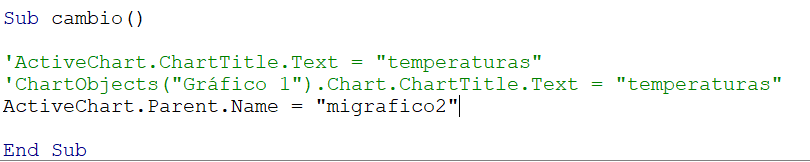 Sub cambio()
'ActiveChart.ChartTitle.Text = "temperaturas"
'ChartObjects("Gráfico 1").Chart.ChartTitle.Text = "temperaturas"
ActiveChart.Parent.Name = "migrafico2"
End Sub